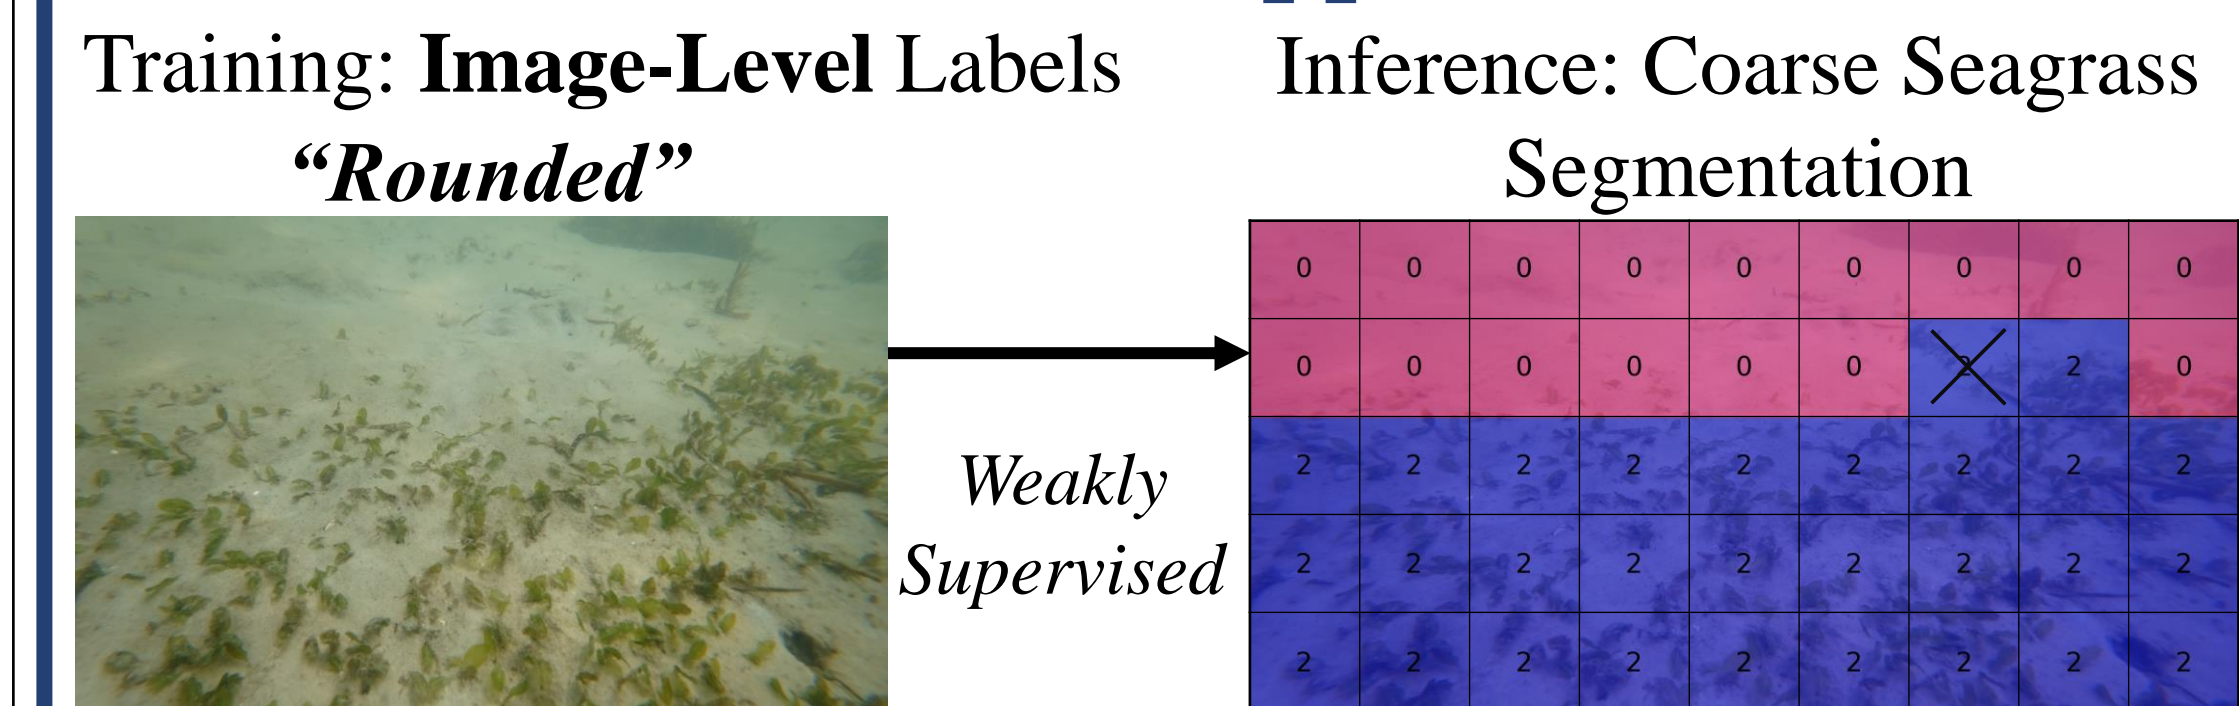 Training: Image-Level Labels
“Rounded”
Inference: Coarse Seagrass
Segmentation
Weakly
Supervised
0 0 0 0 0 0 0 0 0
0 0 0 0 0 0 2 2 0
2 2 2 2 2 2 2 2 2
2 2 2 2 2 2 2 2 2
2 2 2 2 2 2 2 2 2